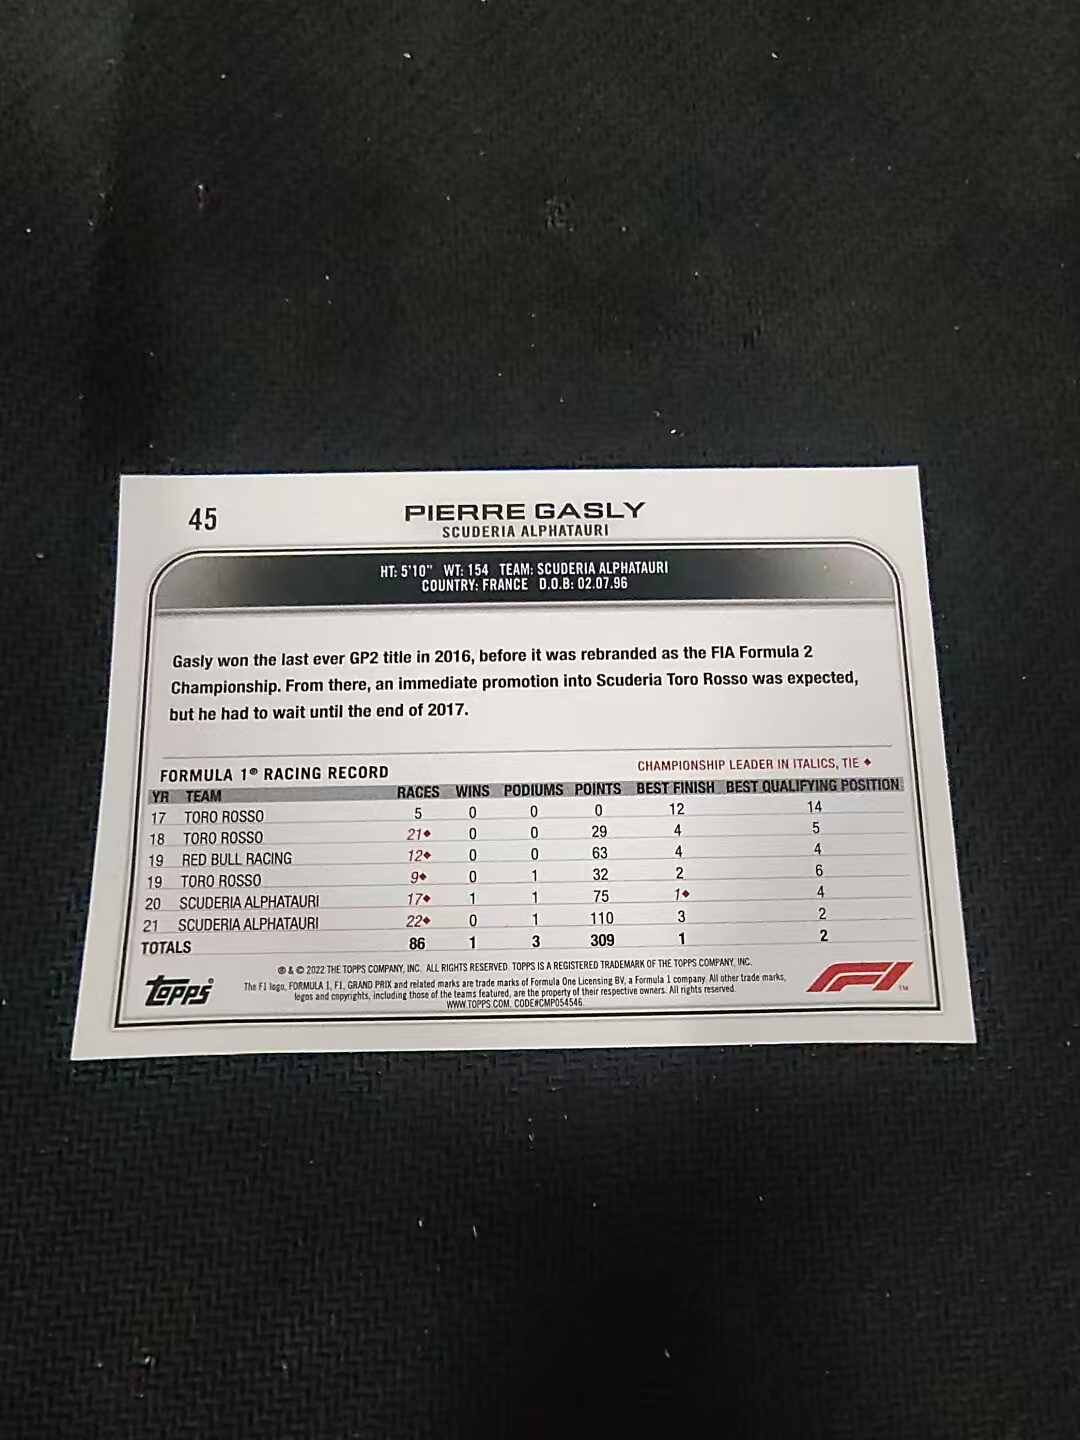 45
PIERRE GASLY
SCUDERIA ALPHATAURI
HT: 5'10" WT: 154 TEAM: SCUDERIA ALPHATAURI
COUNTRY: FRANCE D.O.B: 02.07.96
Gasly won the last ever GP2 title in 2016, before it was rebranded as the FIA Formula 2
Championship. From there, an immediate promotion into Scuderia Toro Rosso was expected,
but he had to wait until the end of 2017.
FORMULA 1® RACING RECORD CHAMPIONSHIP LEADER IN ITALICS, TIE ♦
YR TEAM RACES WINS PODIUMS POINTS BEST FINISH BEST QUALIFYING POSITION
17 TORO ROSSO 5 0 0 0 12 14
18 TORO ROSSO 21♦ 0 0 29 4 5
19 RED BULL RACING 12♦ 0 0 63 4 4
19 TORO ROSSO 9♦ 0 1 32 2 6
20 SCUDERIA ALPHATAURI 17♦ 1 1 75 1♦ 4
21 SCUDERIA ALPHATAURI 22♦ 0 1 110 3 2
TOTALS 86 1 3 309 1 2
® & © 2022 THE TOPPS COMPANY, INC. ALL RIGHTS RESERVED. TOPPS IS A REGISTERED TRADEMARK OF THE TOPPS COMPANY, INC.
The F1 logo, FORMULA 1, F1, GRAND PRIX and related marks are trade marks of Formula One Licensing BV, a Formula 1 company. All other trade marks,
logos and copyrights, including those of the teams featured, are the property of their respective owners. All rights reserved.
WWW.TOPPS.COM. CODE#CMP054546
topps
F1 ™